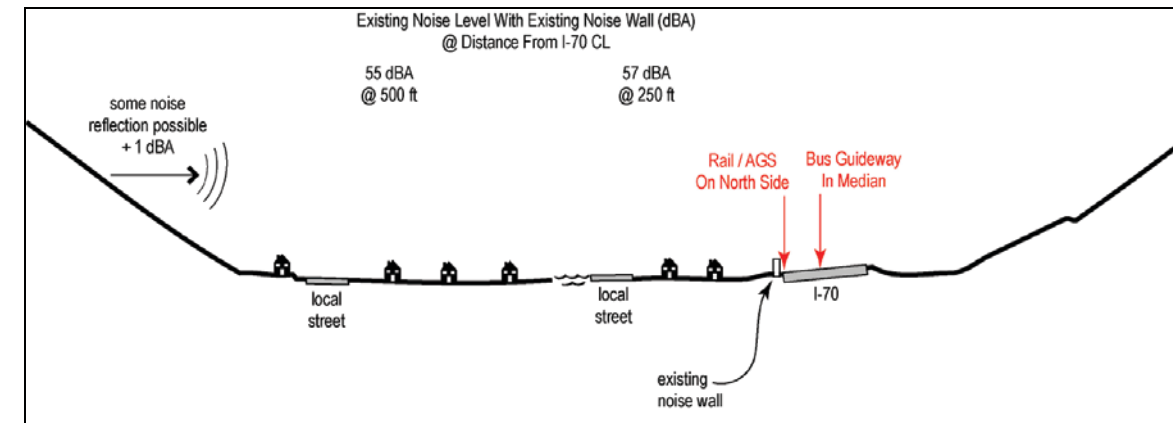 Existing Noise Level With Existing Noise Wall (dBA)
@ Distance From I-70 CL
55 dBA
@ 500 ft
57 dBA
@ 250 ft
some noise
reflection possible
+ 1 dBA
Rail / AGS
On North Side
Bus Guideway
In Median
local
street
local
street
I-70
existing
noise wall